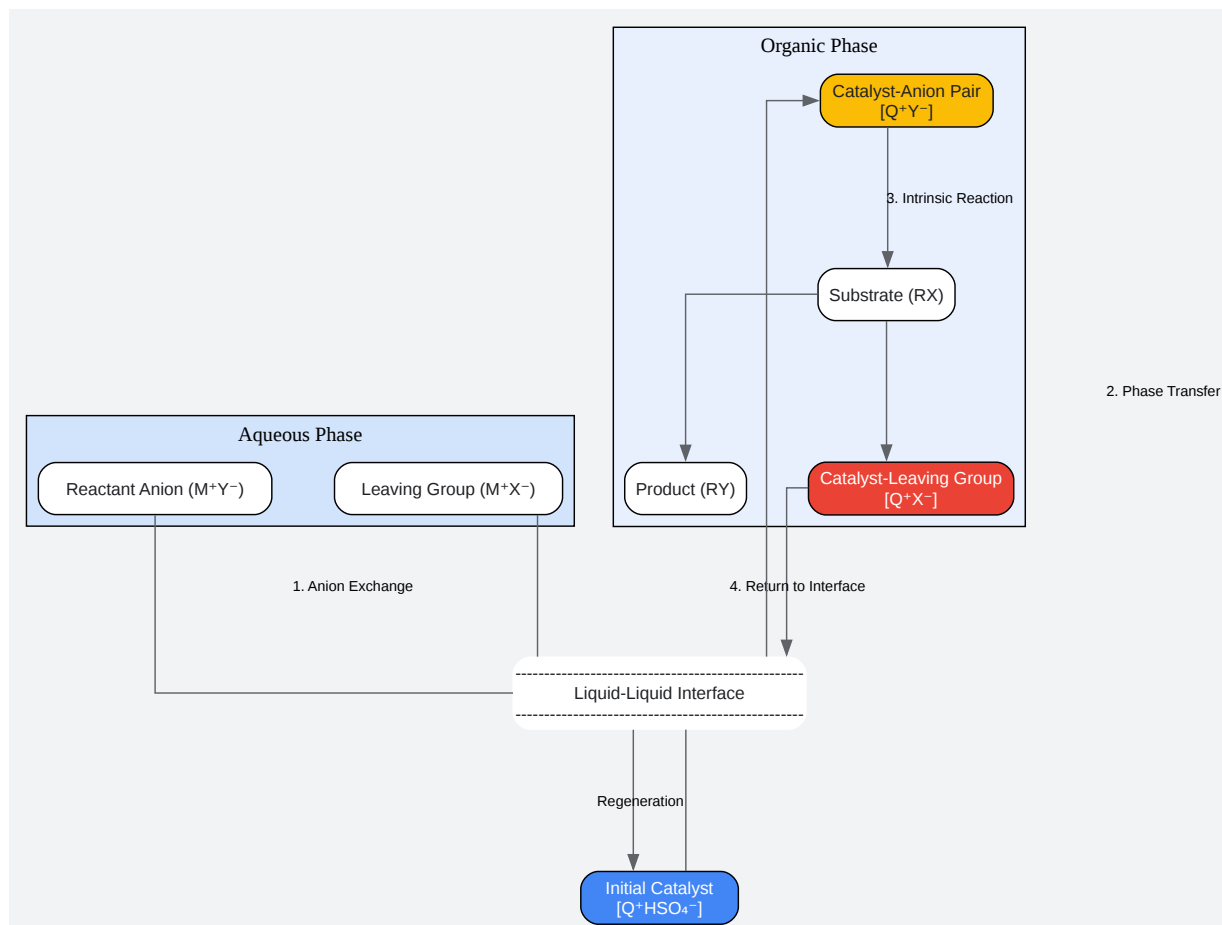 Organic Phase
Catalyst-Anion Pair
[Q⁺Y⁻]
3. Intrinsic Reaction
Substrate (RX)
2. Phase Transfer
Aqueous Phase
Reactant Anion (M⁺Y⁻)
Leaving Group (M⁺X⁻)
Product (RY)
Catalyst-Leaving Group
[Q⁺X⁻]
1. Anion Exchange
4. Return to Interface
Liquid-Liquid Interface
Regeneration
Initial Catalyst
[Q⁺HSO₄⁻]